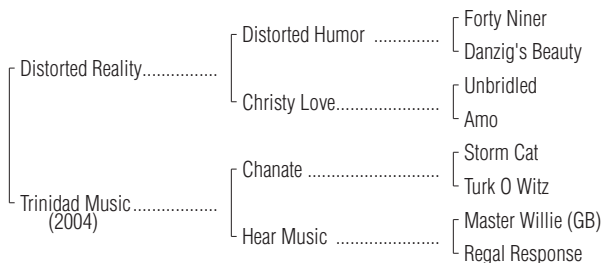 Forty Niner
Distorted Humor ..............
Danzig's Beauty
Distorted Reality................
Unbridled
Christy Love......................
Amo
Storm Cat
Chanate ............................
Turk O Witz
Trinidad Music ..................
(2004)
Master Willie (GB)
Hear Music .......................
Regal Response